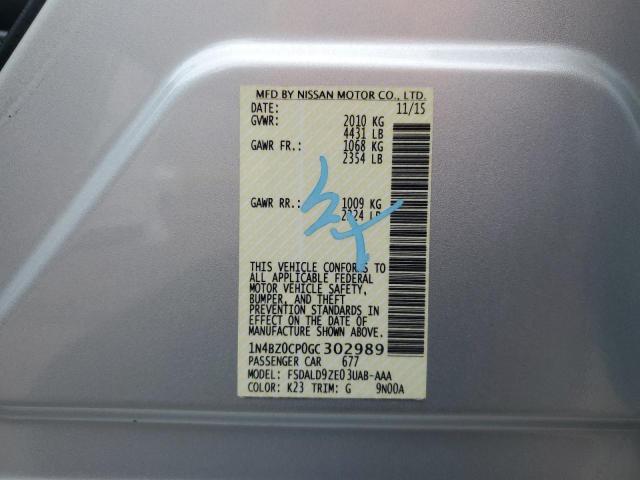 MFD BY NISSAN MOTOR CO., LTD.
DATE: 11/15
GVWR: 2010 KG
4431 LB
GAWR FR.: 1068 KG
2354 LB
GAWR RR.: 1009 KG
2224 LB
THIS VEHICLE CONFORMS TO
ALL APPLICABLE FEDERAL
MOTOR VEHICLE SAFETY,
BUMPER, AND THEFT
PREVENTION STANDARDS IN
EFFECT ON THE DATE OF
MANUFACTURE SHOWN ABOVE.
1N4BZ0CP0GC302989
PASSENGER CAR 677
MODEL: FSDALD9ZE03UAB-AAA
COLOR: K23 TRIM: G 9N00A